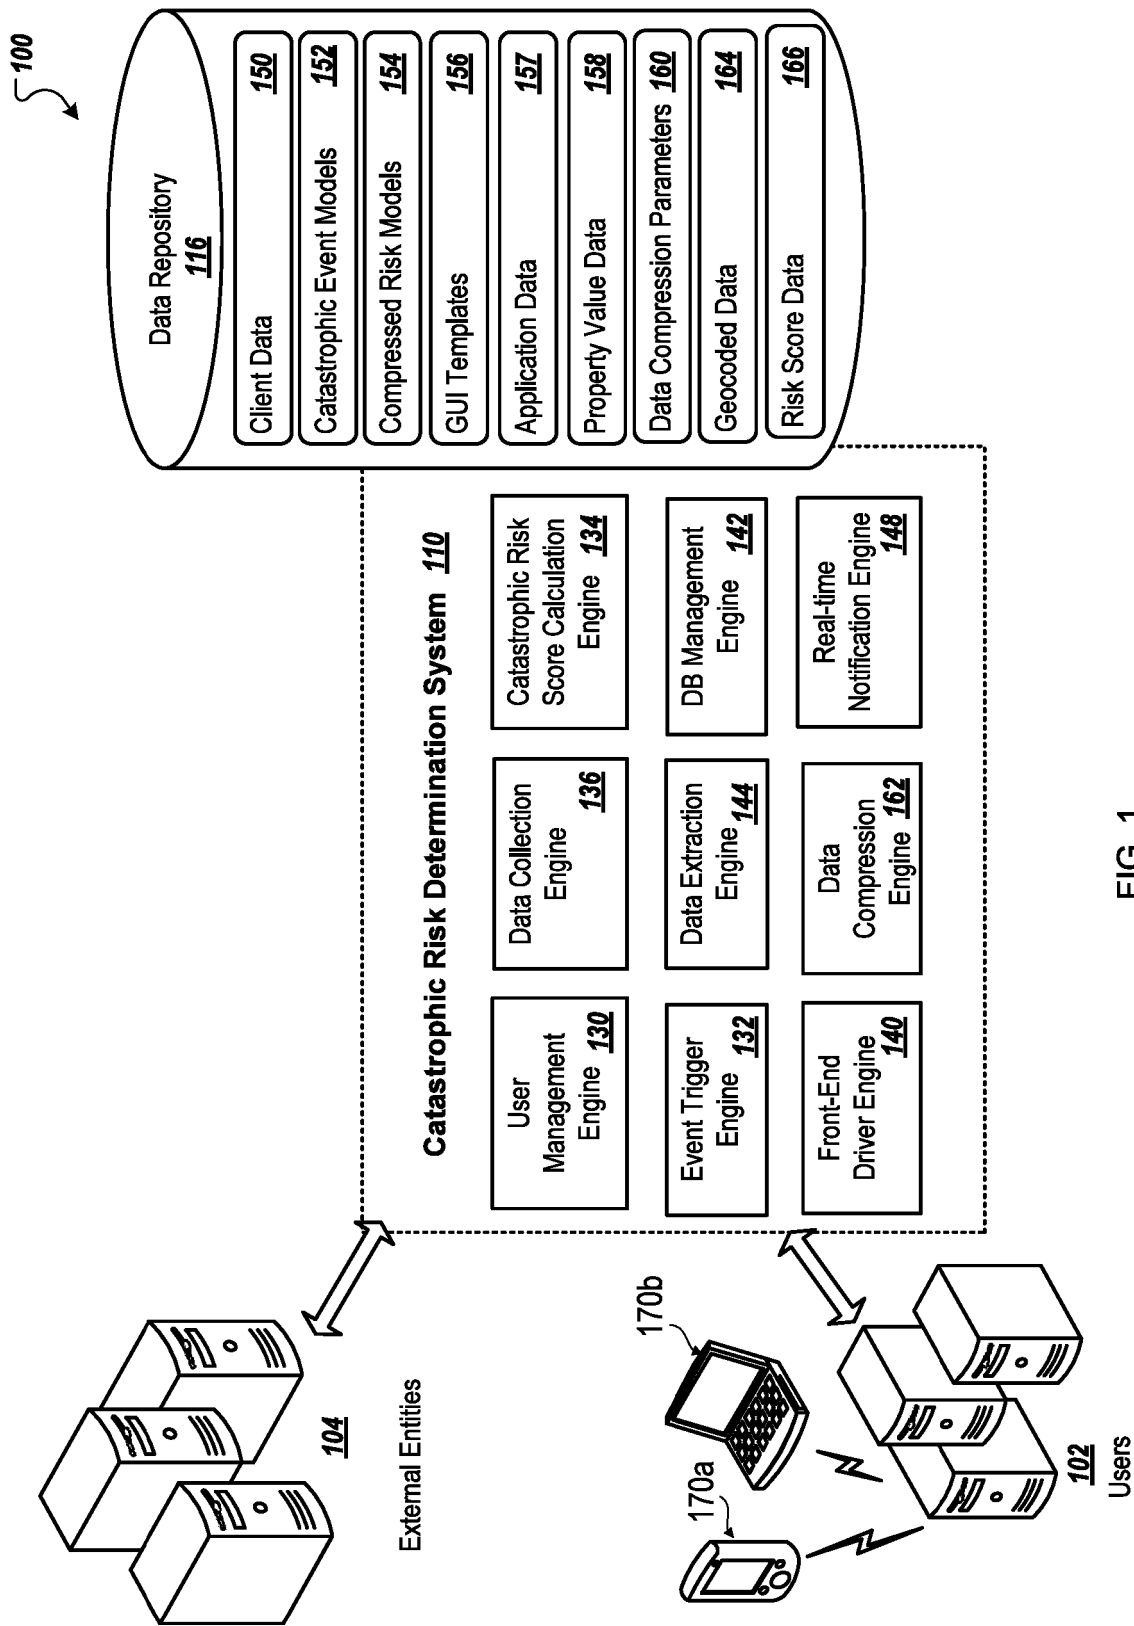 100
Data Repository
116
Client Data 150
Catastrophic Event Models 152
Compressed Risk Models 154
GUI Templates 156
Application Data 157
Property Value Data 158
Data Compression Parameters 160
Geocoded Data 164
Risk Score Data 166
Catastrophic Risk Determination System 110
User
Management
Engine 130
Data Collection
Engine 136
Catastrophic Risk
Score Calculation
Engine 134
Event Trigger
Engine 132
Data Extraction
Engine 144
DB Management
Engine 142
Front-End
Driver Engine
140
Data
Compression
Engine 162
Real-time
Notification Engine
148
104
External Entities
170b
170a
102
Users
FIG. 1